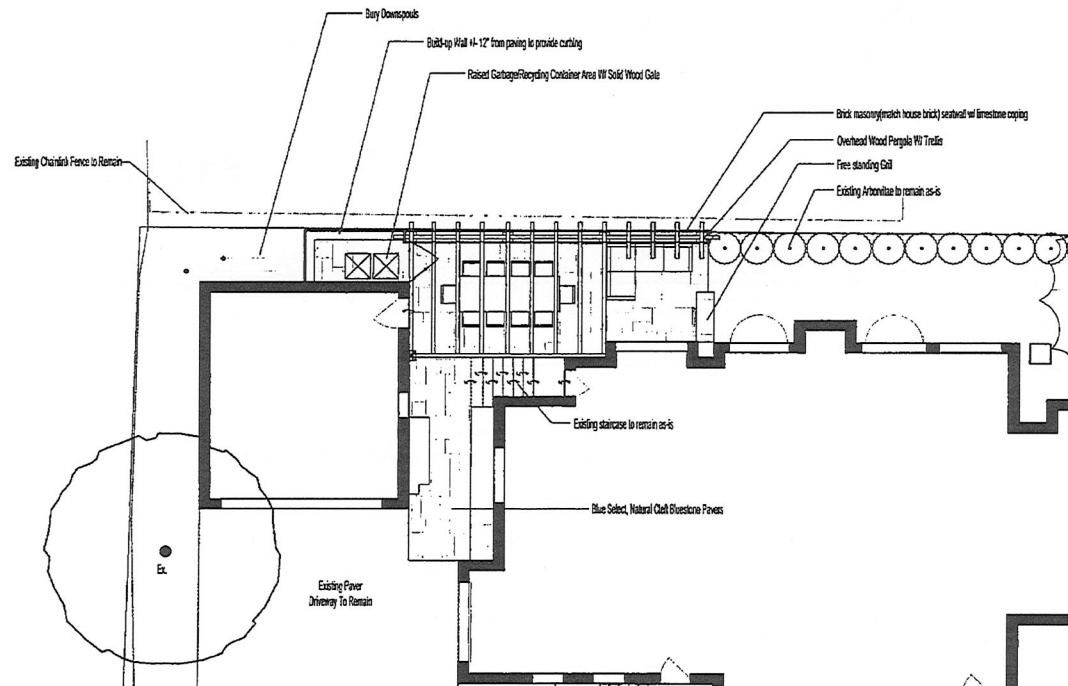 Bury Downspouts
Build-up Wall +/- 12" from paving to provide curbing
Raised Garbage/Recycling Container Area W/ Solid Wood Gate
Brick masonry(match house brick) seatwall w/ limestone coping
Overhead Wood Pergola W/ Trellis
Existing Chainlink Fence to Remain
Free standing Grill
Existing Arborvitae to remain as-is
Existing staircase to remain as-is
Blue Select, Natural Cleft Bluestone Pavers
Ex.
Existing Paver
Driveway To Remain